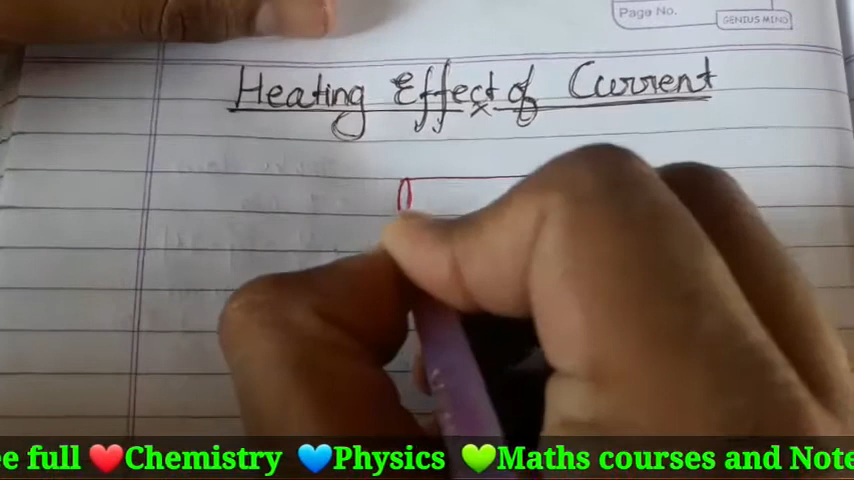 Page No.
GENIUS MIND
Heating Effect of Current
full ❤️Chemistry 💙Physics 💚Maths courses and Note